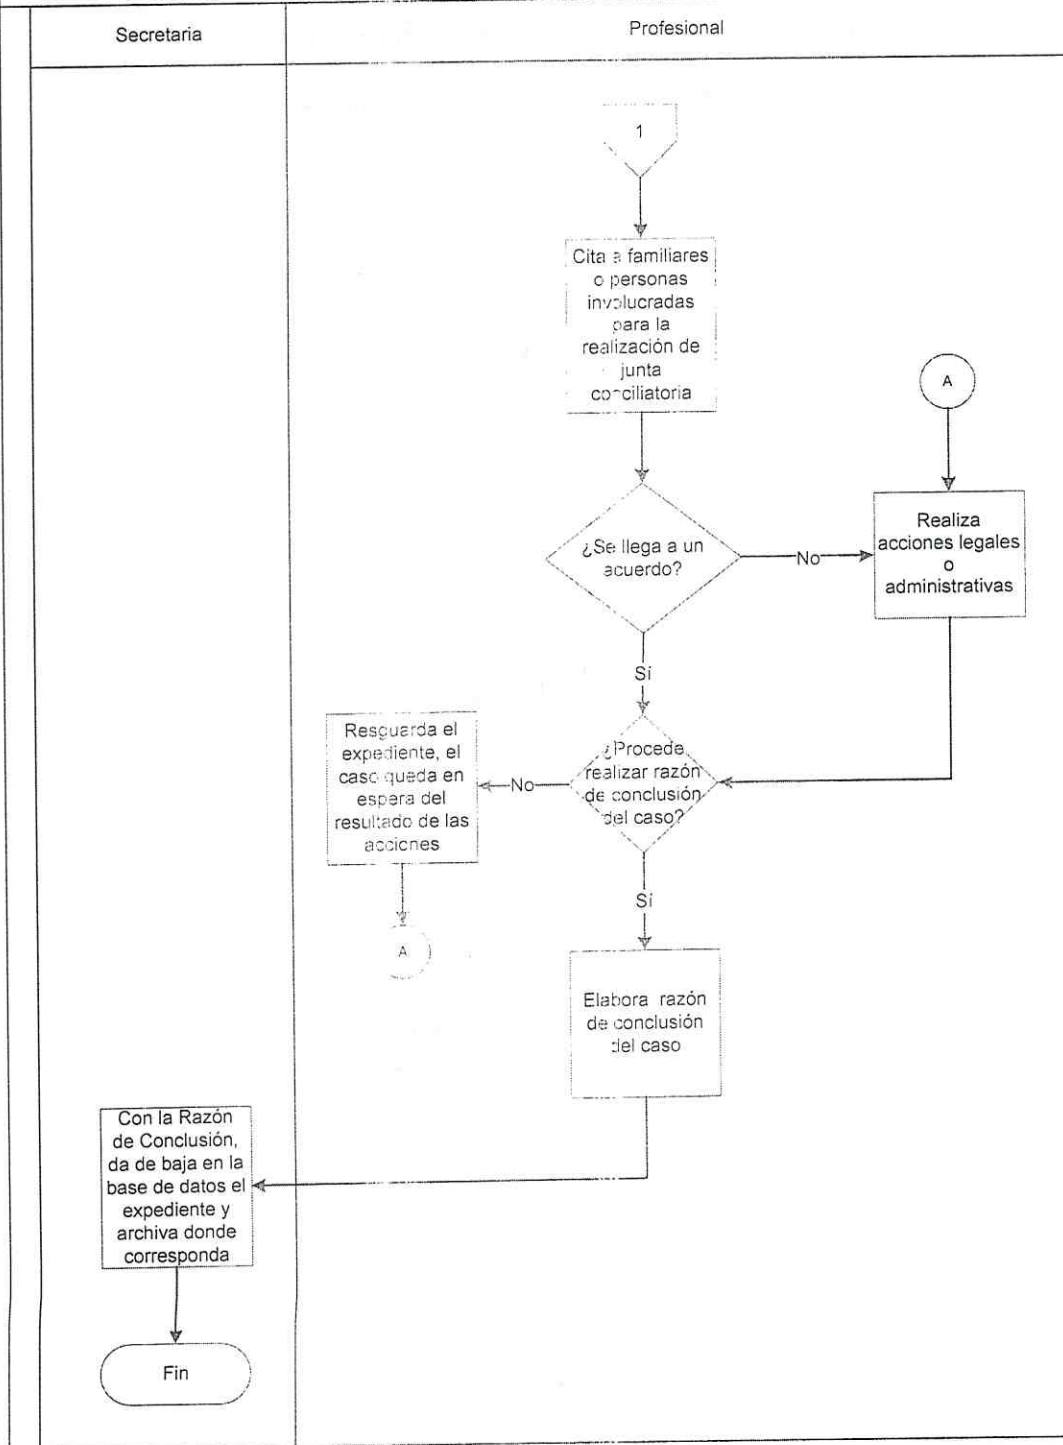 Secretaria
Profesional
1
Cita a familiares
o personas
involucradas
para la
realización de
junta
conciliatoria
A
¿Se llega a un
acuerdo?
No
Realiza
acciones legales
o
administrativas
Sí
¿Procede
realizar razón
de conclusión
del caso?
No
Resguarda el
expediente, el
caso queda en
espera del
resultado de las
acciones
A
Sí
Elabora razón
de conclusión
del caso
Con la Razón
de Conclusión,
da de baja en la
base de datos el
expediente y
archiva donde
corresponda
Fin